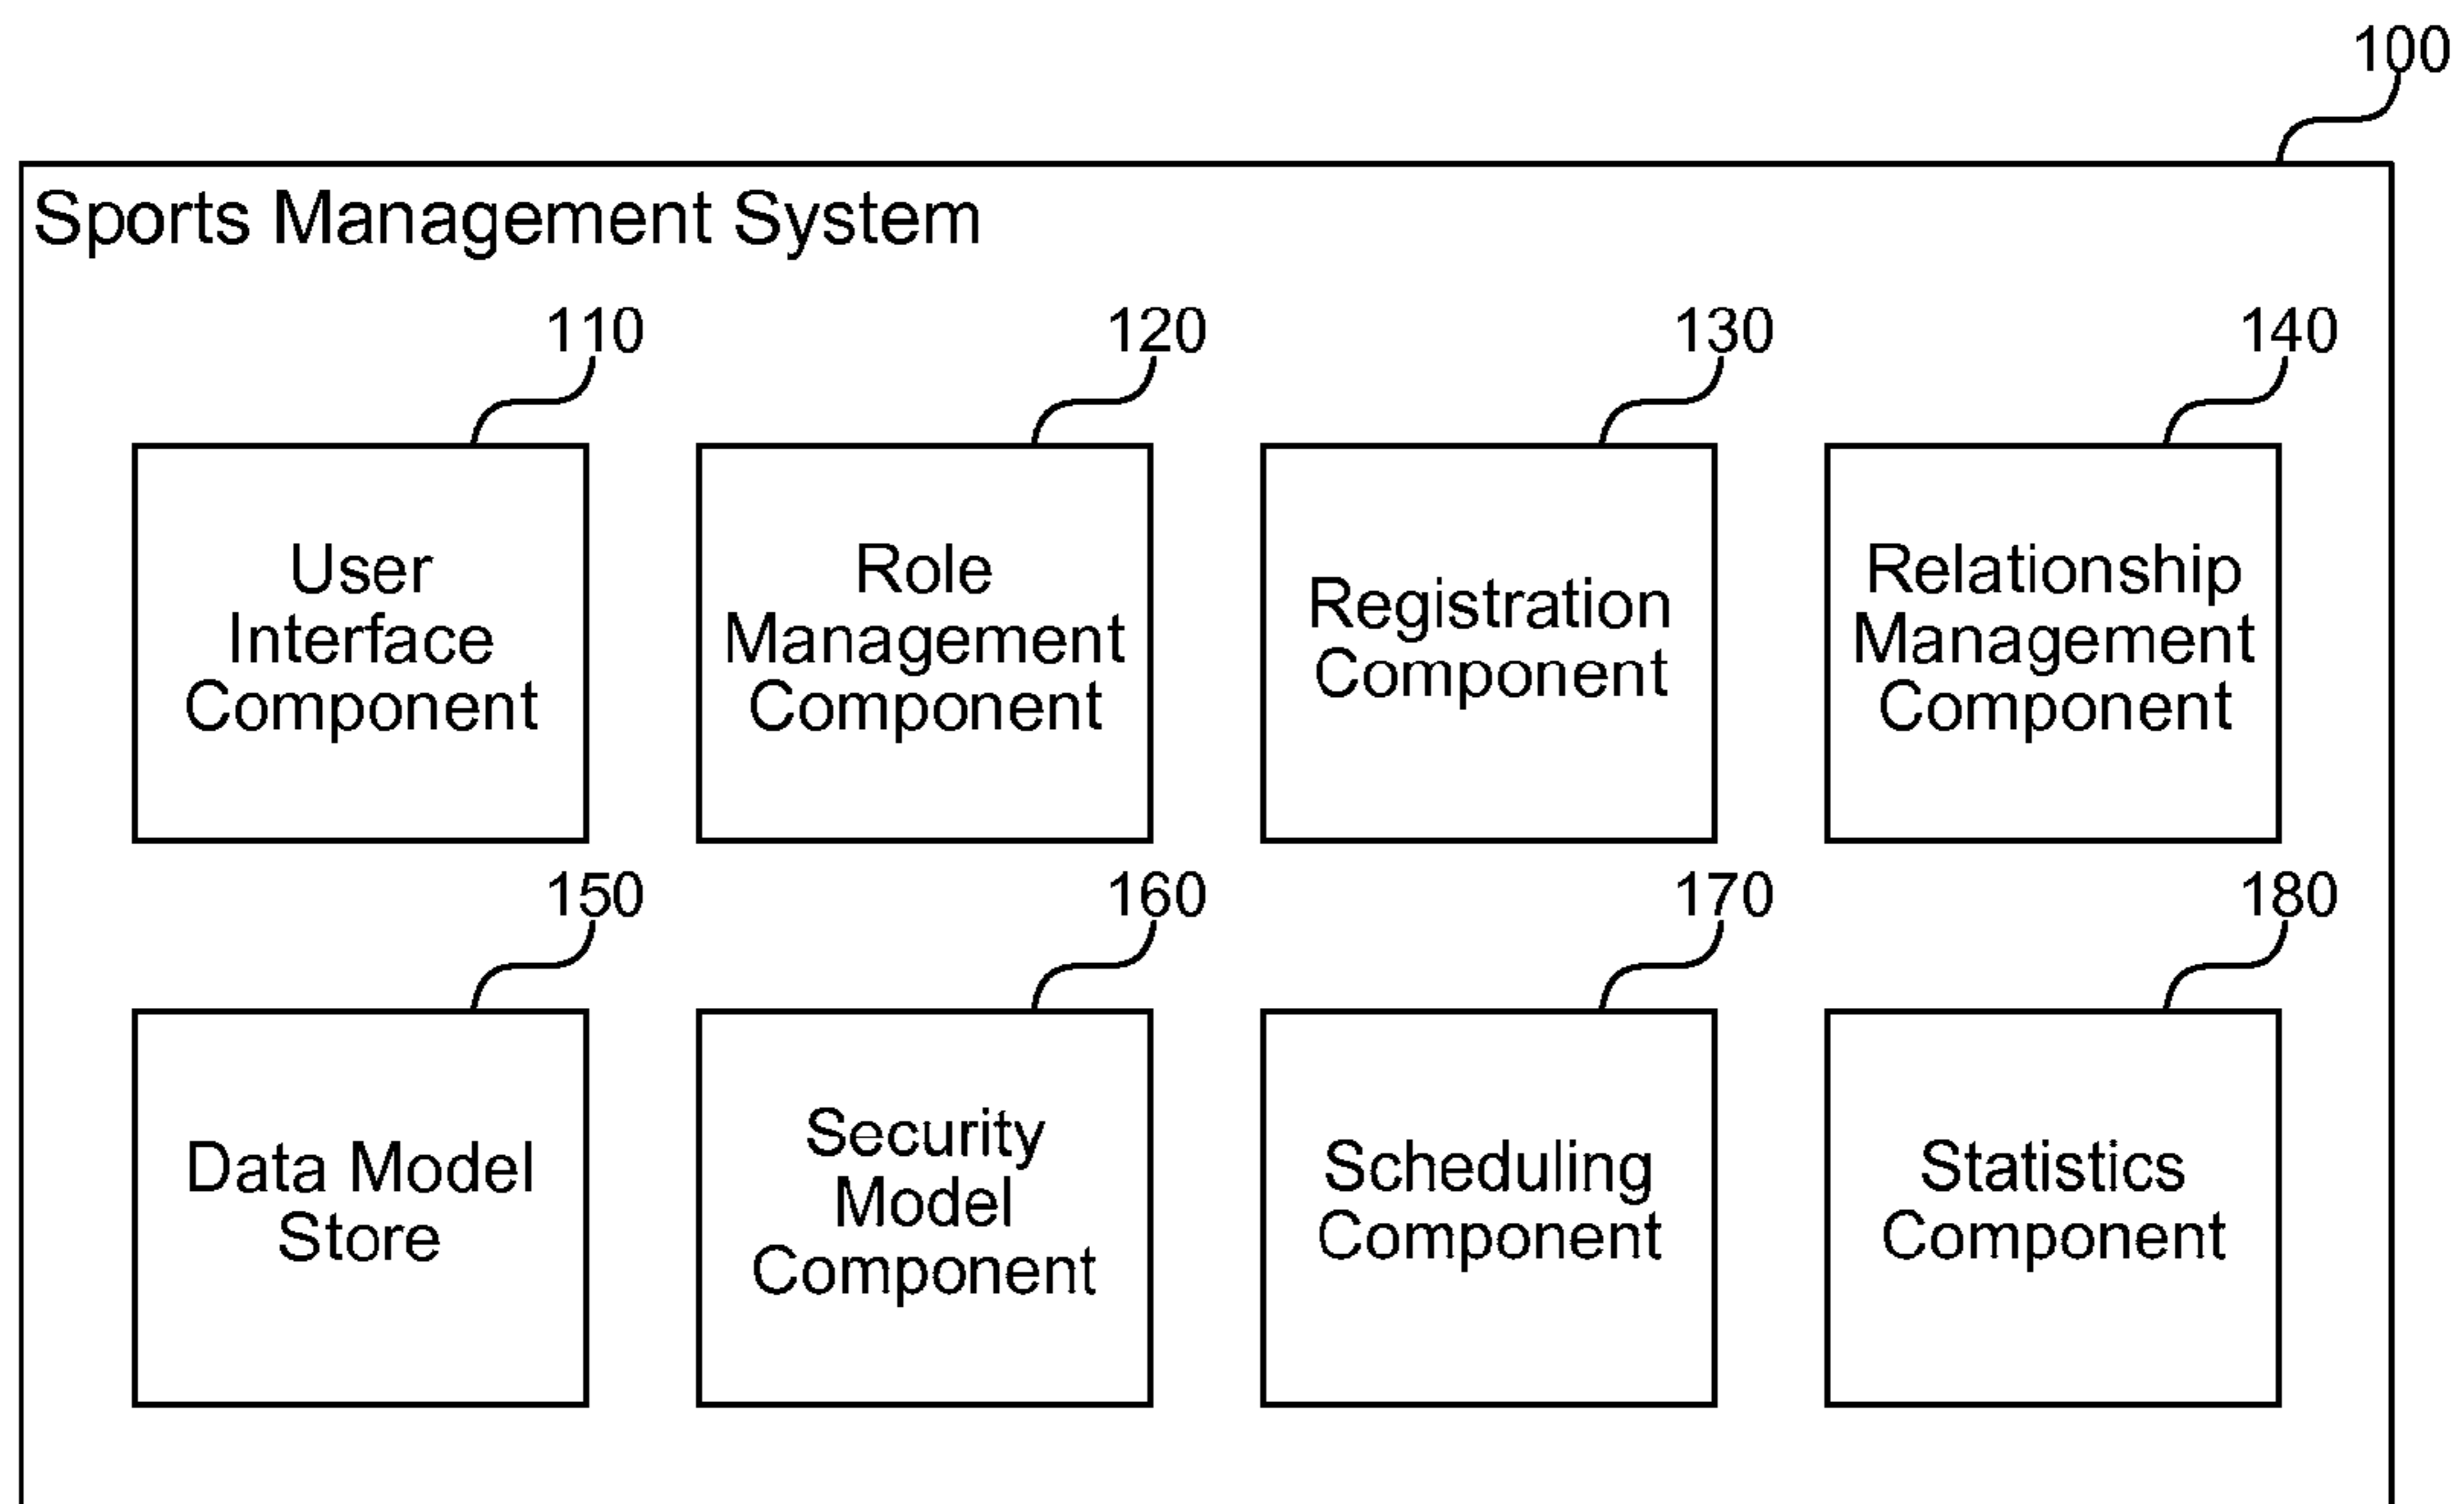 100
Sports Management System
110
120
130
140
User
Interface
Component
Role
Management
Component
Registration
Component
Relationship
Management
Component
150
160
170
180
Data Model
Store
Security
Model
Component
Scheduling
Component
Statistics
Component